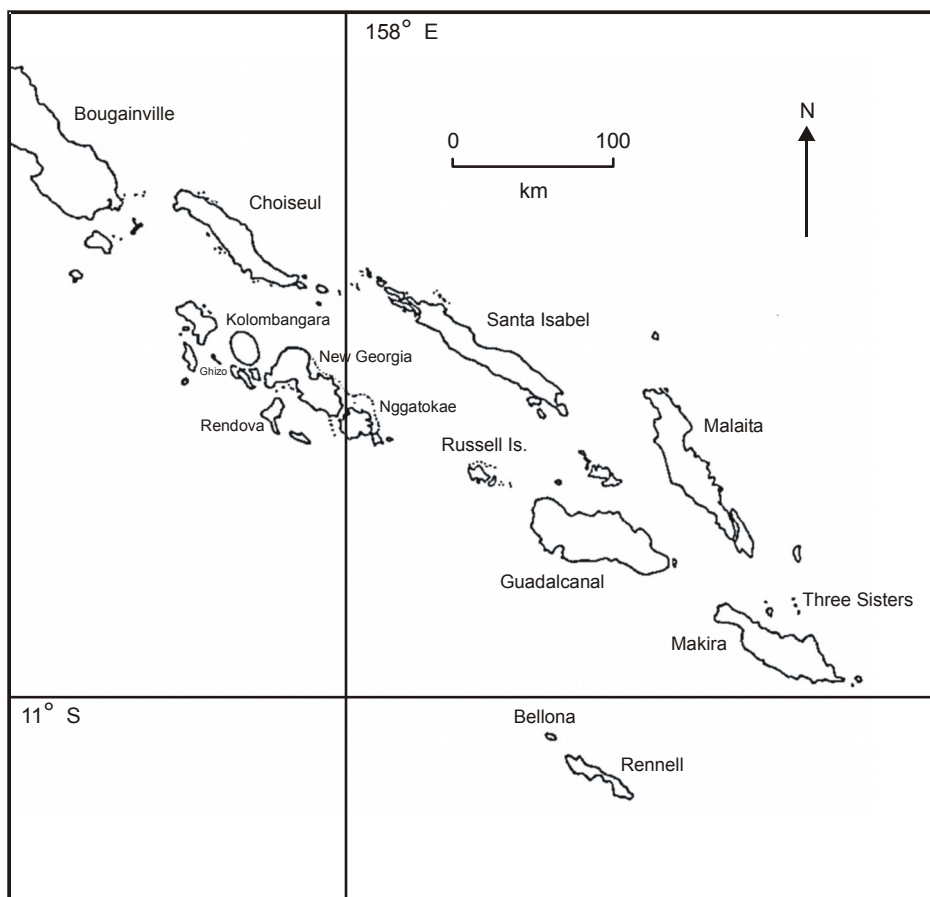 158° E
N
Bougainville
0 100
km
Choiseul
Kolombangara
Santa Isabel
New Georgia
Ghizo
Nggatokae
Rendova
Malaita
Russell Is.
Guadalcanal
Three Sisters
Makira
11° S
Bellona
Rennell